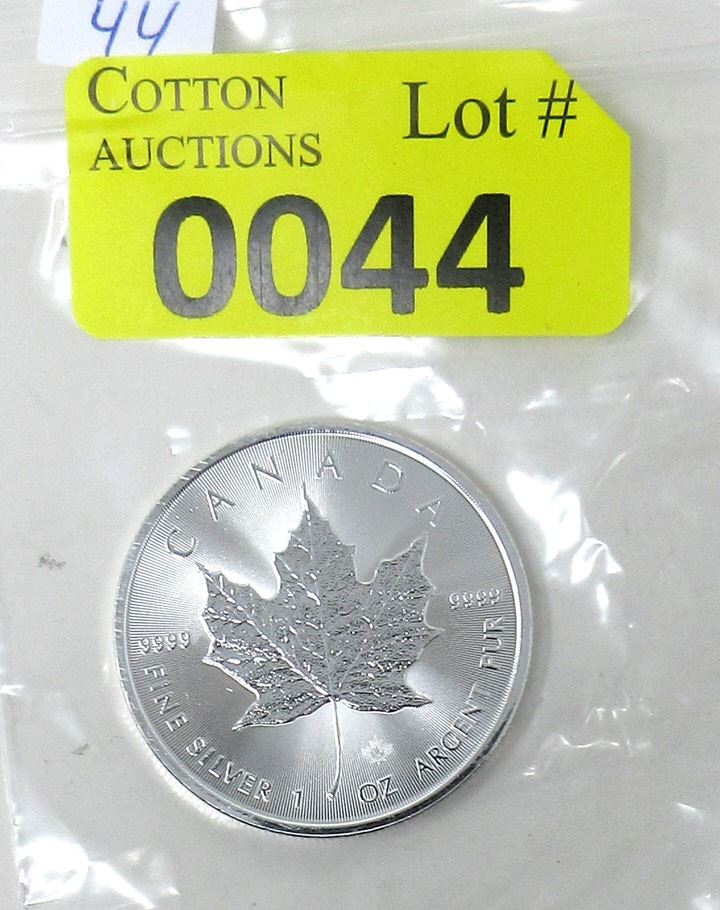 44
COTTON
AUCTIONS
Lot #
0044
CANADA
9999
9999
FINE SILVER 1 OZ ARGENT PUR